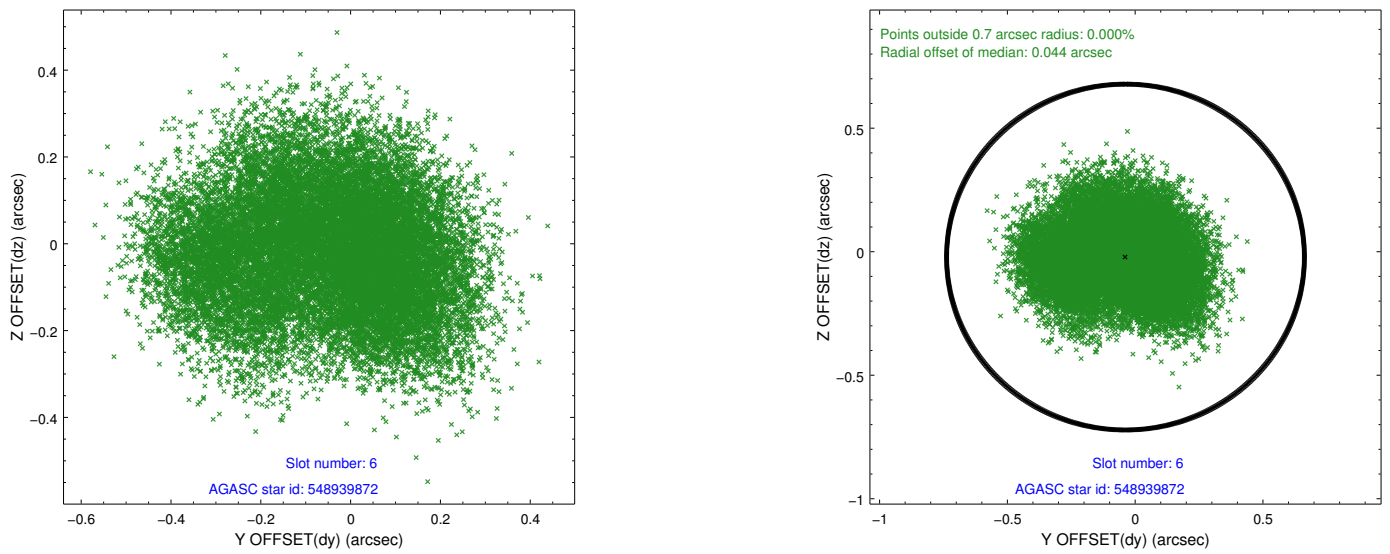 0.4
0.2
0
−0.2
−0.4
Z OFFSET(dz) (arcsec)
Slot number: 6
AGASC star id: 548939872
−0.6
−0.4
−0.2
0
0.2
0.4
Y OFFSET(dy) (arcsec)
Points outside 0.7 arcsec radius: 0.000%
Radial offset of median: 0.044 arcsec
0.5
0
−0.5
−1
Z OFFSET(dz) (arcsec)
Slot number: 6
AGASC star id: 548939872
−1
−0.5
0
0.5
Y OFFSET(dy) (arcsec)